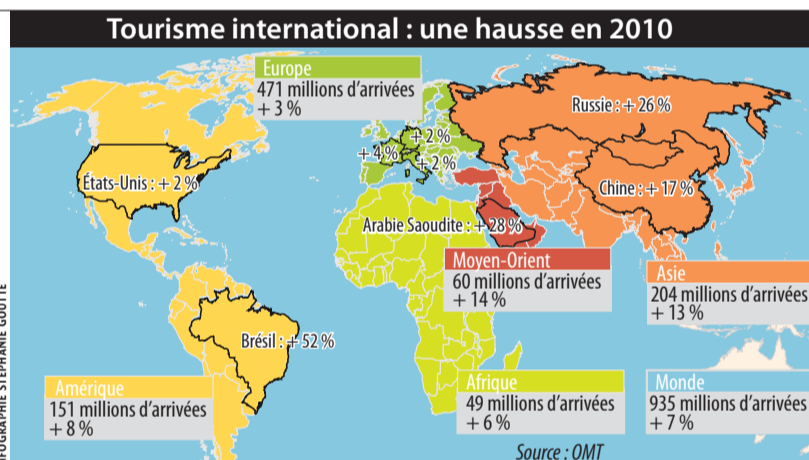 Tourisme international : une hausse en 2010
Europe
471 millions d'arrivées
+ 3 %
Russie : + 26 %
+ 2 %
+ 4 %
+ 2 %
États-Unis : + 2 %
Chine : + 17 %
Arabie Saoudite : + 28 %
Moyen-Orient
60 millions d'arrivées
+ 14 %
Asie
204 millions d'arrivées
+ 13 %
Brésil : + 52 %
Amérique
151 millions d'arrivées
+ 8 %
Afrique
49 millions d'arrivées
+ 6 %
Monde
935 millions d'arrivées
+ 7 %
Source : OMT
STÉPHANIE GOUTTE